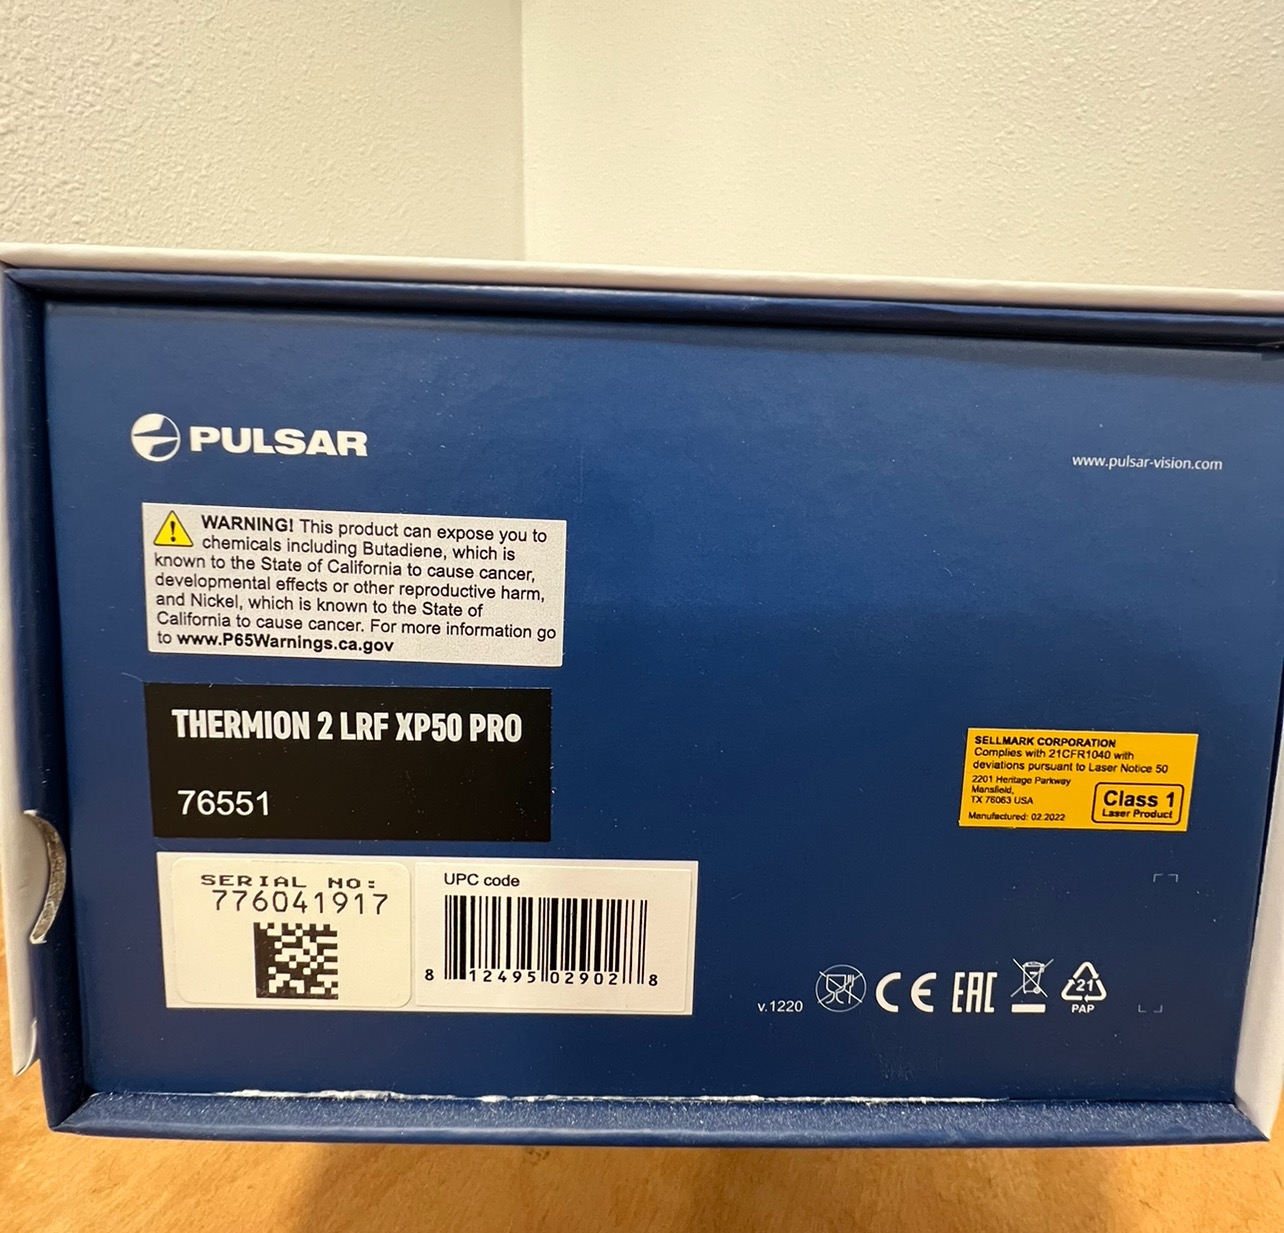 PULSAR
www.pulsar-vision.com
WARNING! This product can expose you to
chemicals including Butadiene, which is
known to the State of California to cause cancer,
developmental effects or other reproductive harm,
and Nickel, which is known to the State of
California to cause cancer. For more information go
to www.P65Warnings.ca.gov
THERMION 2 LRF XP50 PRO
76551
SELLMARK CORPORATION
Complies with 21CFR1040 with
deviations pursuant to Laser Notice 50
2201 Heritage Parkway
Mansfield,
TX 76063 USA
Manufactured: 02.2022
Class 1
Laser Product
SERIAL NO:
776041917
UPC code
8 12495 02902 8
v.1220
CE
EAC
21
PAP